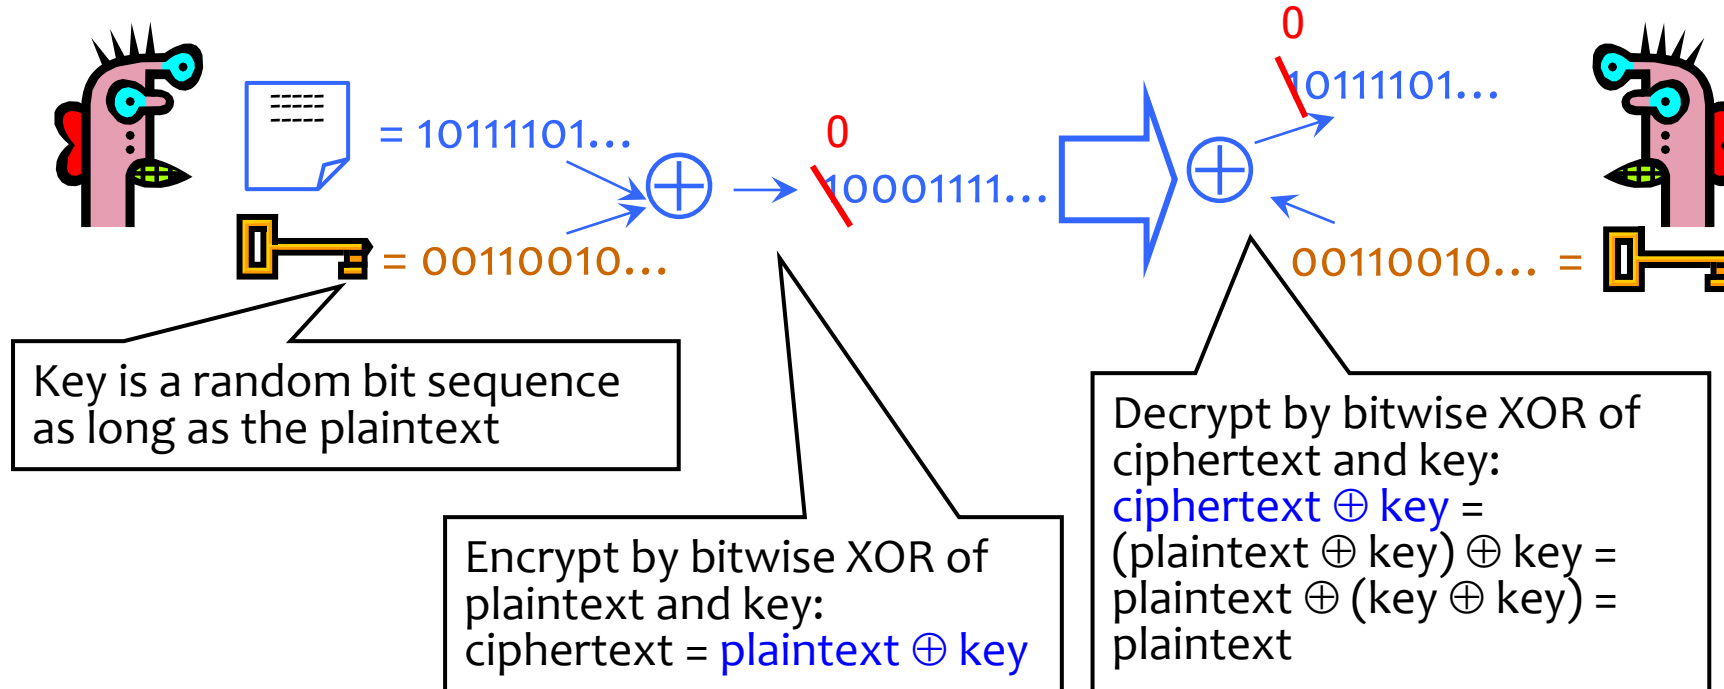 0
10111101...
= 10111101...
0
10001111...
= 00110010...
00110010... =
Key is a random bit sequence
as long as the plaintext
Encrypt by bitwise XOR of
plaintext and key:
ciphertext = plaintext ⊕ key
Decrypt by bitwise XOR of
ciphertext and key:
ciphertext ⊕ key =
(plaintext ⊕ key) ⊕ key =
plaintext ⊕ (key ⊕ key) =
plaintext